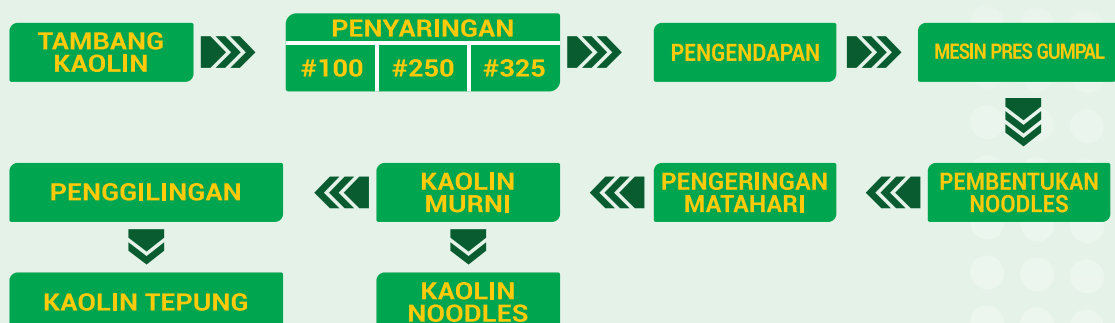 TAMBANG
KAOLIN
PENYARINGAN
#100
#250
#325
PENGENDAPAN
MESIN PRES GUMPAL
PENGGILINGAN
KAOLIN
MURNI
PENGERINGAN
MATAHARI
PEMBENTUKAN
NOODLES
KAOLIN TEPUNG
KAOLIN
NOODLES